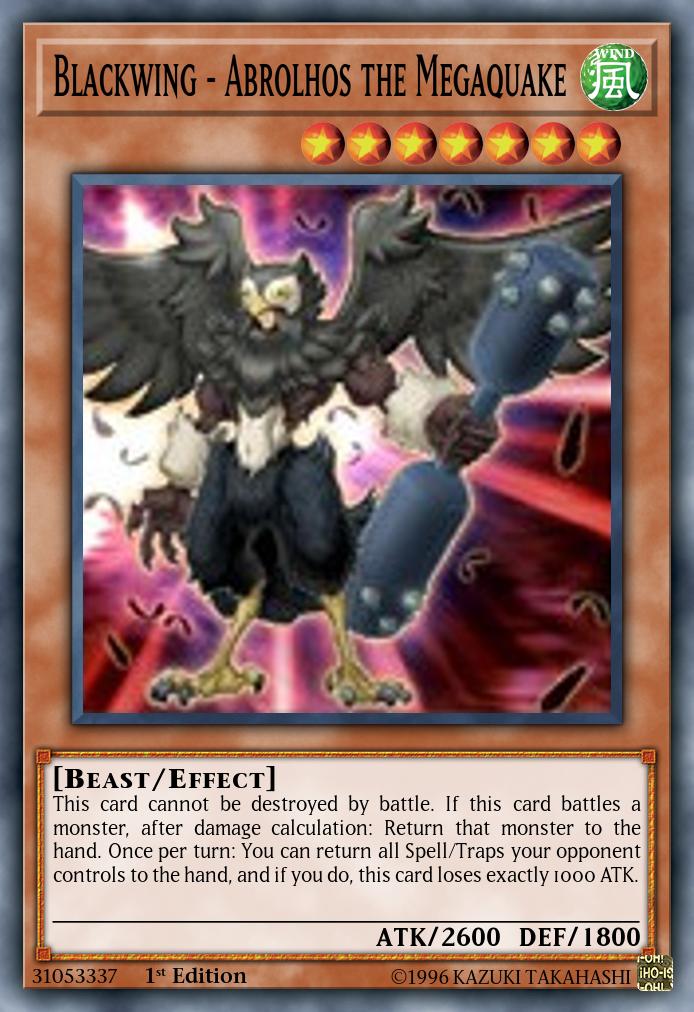 Blackwing - Abrolhos the Megaquake
WIND
風
[Beast/Effect]
This card cannot be destroyed by battle. If this card battles a
monster, after damage calculation: Return that monster to the
hand. Once per turn: You can return all Spell/Traps your opponent
controls to the hand, and if you do, this card loses exactly 1000 ATK.
ATK/2600 DEF/1800
31053337 1st Edition ©1996 KAZUKI TAKAHASHI